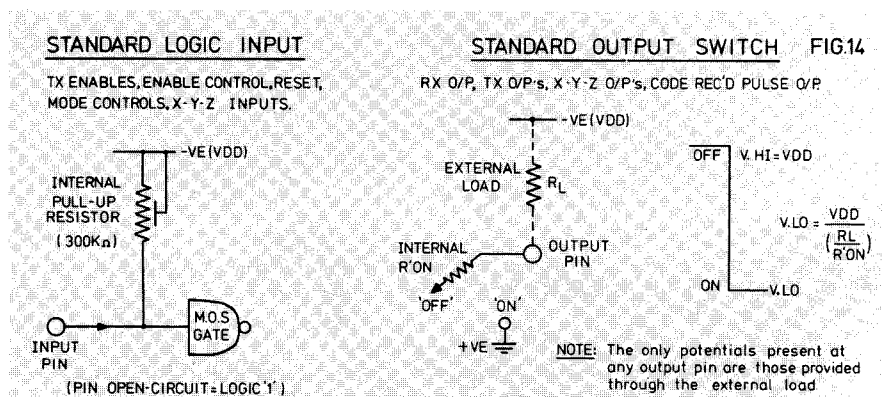 STANDARD LOGIC INPUT
TX ENABLES, ENABLE CONTROL, RESET,
MODE CONTROLS, X-Y-Z INPUTS.
-VE(VDD)
INTERNAL
PULL-UP
RESISTOR
(300KΩ)
M.O.S
GATE
INPUT
PIN
(PIN OPEN-CIRCUIT = LOGIC '1')
STANDARD OUTPUT SWITCH FIG.14
RX O/P, TX O/P's, X-Y-Z O/P's, CODE REC'D PULSE O/P.
-VE(VDD)
EXTERNAL
LOAD
RL
INTERNAL
R'ON
OUTPUT
PIN
'OFF'
'ON'
+VE
OFF
V.HI=VDD
V.LO = VDD
(RL
R'ON)
ON
V.LO
NOTE: The only potentials present at
any output pin are those provided
through the external load